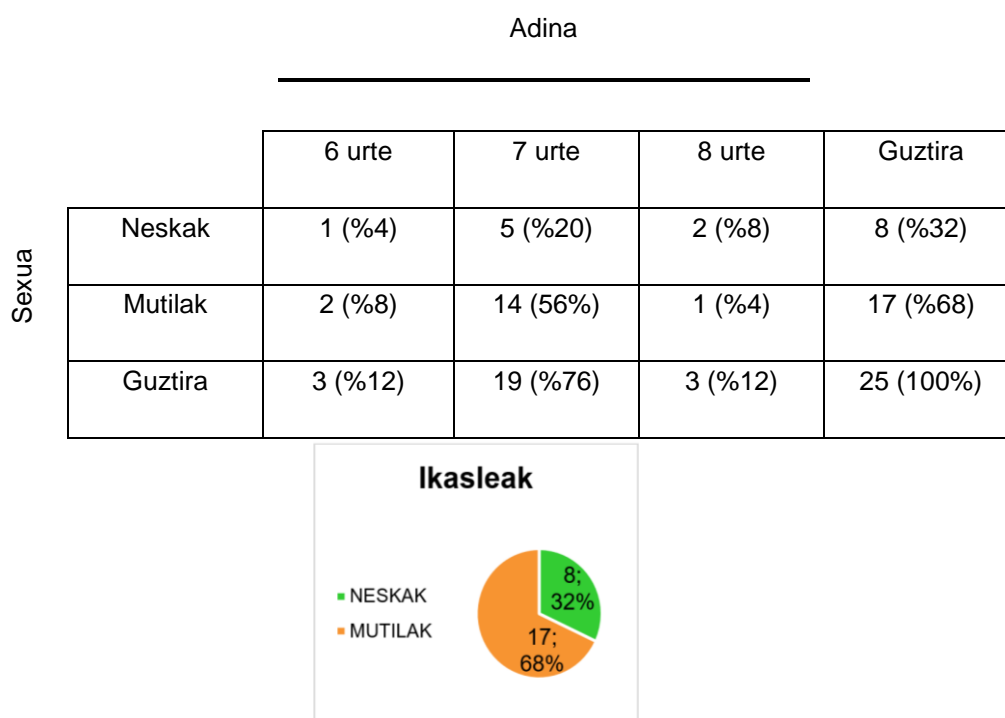 Adina
6 urte 7 urte 8 urte Guztira
Sexua
Neskak 1 (%4) 5 (%20) 2 (%8) 8 (%32)
Mutilak 2 (%8) 14 (56%) 1 (%4) 17 (%68)
Guztira 3 (%12) 19 (%76) 3 (%12) 25 (100%)
Ikasleak
NESKAK
MUTILAK
8;
32%
17;
68%